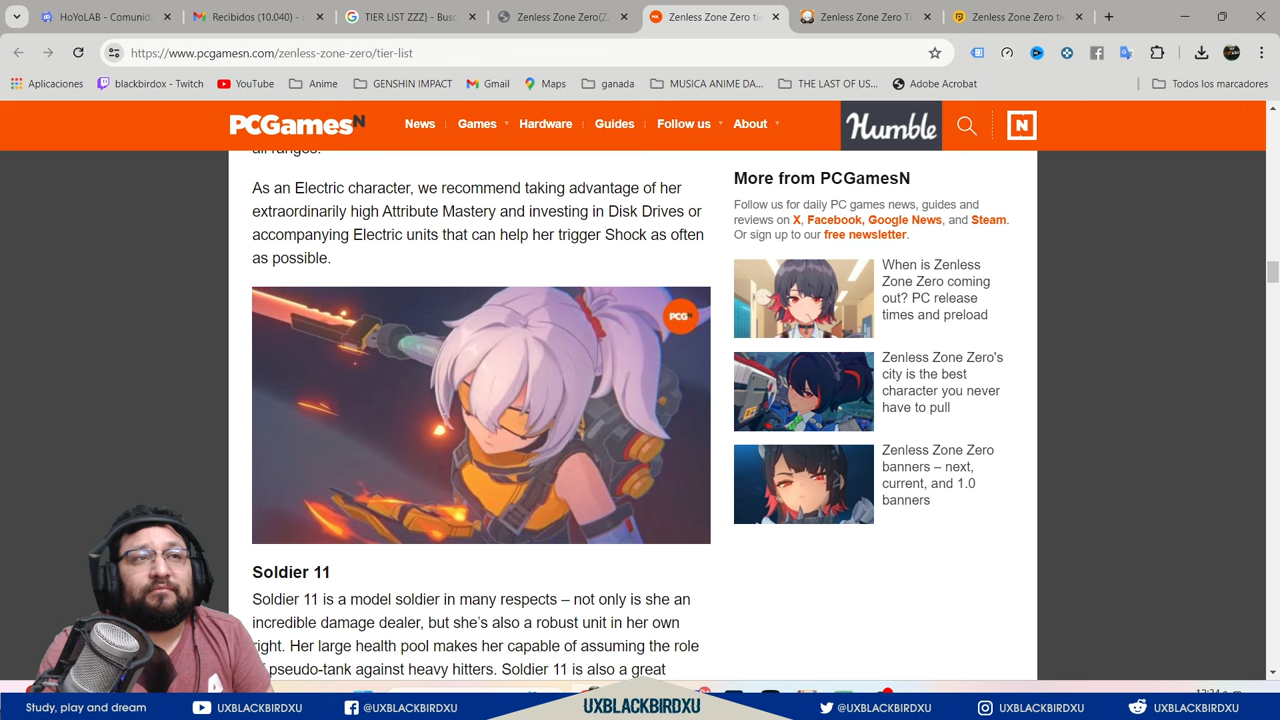 HoYoLAB - Comunid
Recibidos (10.040) -
TIER LIST ZZZ) - Busc
Zenless Zone Zero(Z
Zenless Zone Zero tie
Zenless Zone Zero Ti
Zenless Zone Zero tie
https://www.pcgamesn.com/zenless-zone-zero/tier-list
Aplicaciones
blackbirdox - Twitch
YouTube
Anime
GENSHIN IMPACT
Gmail
Maps
ganada
MUSICA ANIME DA...
THE LAST OF US...
Adobe Acrobat
Todos los marcadores
PCGamesN
News
Games
Hardware
Guides
Follow us
About
Humble
N
all ranges.
As an Electric character, we recommend taking advantage of her
extraordinarily high Attribute Mastery and investing in Disk Drives or
accompanying Electric units that can help her trigger Shock as often
as possible.
PCGN
Soldier 11
Soldier 11 is a model soldier in many respects – not only is she an
incredible damage dealer, but she's also a robust unit in her own
right. Her large health pool makes her capable of assuming the role
pseudo-tank against heavy hitters. Soldier 11 is also a great
More from PCGamesN
Follow us for daily PC games news, guides and
reviews on X, Facebook, Google News, and Steam.
Or sign up to our free newsletter.
When is Zenless
Zone Zero coming
out? PC release
times and preload
Zenless Zone Zero's
city is the best
character you never
have to pull
Zenless Zone Zero
banners – next,
current, and 1.0
banners
Study, play and dream
UXBLACKBIRDXU
@UXBLACKBIRDXU
UXBLACKBIRDXU
@UXBLACKBIRDXU
UXBLACKBIRDXU
UXBLACKBIRDXU